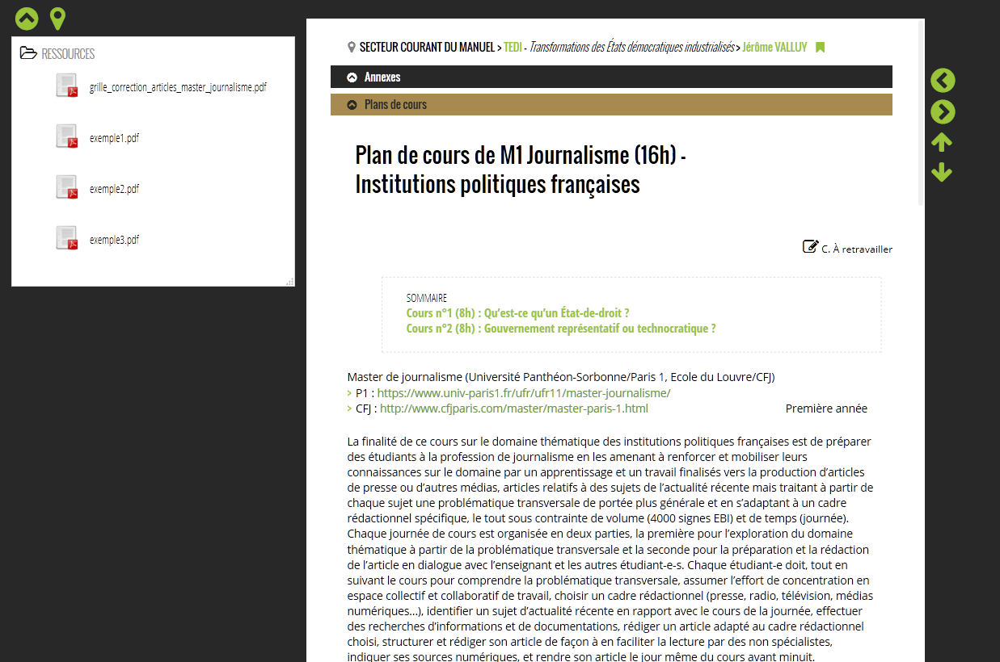 RESSOURCES
grille_correction_articles_master_journalisme.pdf
exemple1.pdf
exemple2.pdf
exemple3.pdf
SECTEUR COURANT DU MANUEL > TEDI - Transformations des États démocratiques industrialisés > Jérôme VALLUY
Annexes
Plans de cours
Plan de cours de M1 Journalisme (16h) -
Institutions politiques françaises
C. À retravailler
SOMMAIRE
Cours n°1 (8h) : Qu’est-ce qu’un État-de-droit ?
Cours n°2 (8h) : Gouvernement représentatif ou technocratique ?
Master de journalisme (Université Panthéon-Sorbonne/Paris 1, Ecole du Louvre/CFJ)
> P1 : https://www.univ-paris1.fr/ufr/ufr11/master-journalisme/
> CFJ : http://www.cfjparis.com/master/master-paris-1.html Première année
La finalité de ce cours sur le domaine thématique des institutions politiques françaises est de préparer
des étudiants à la profession de journalisme en les amenant à renforcer et mobiliser leurs
connaissances sur le domaine par un apprentissage et un travail finalisés vers la production d’articles
de presse ou d’autres médias, articles relatifs à des sujets de l’actualité récente mais traitant à partir de
chaque sujet une problématique transversale de portée plus générale et en s’adaptant à un cadre
rédactionnel spécifique, le tout sous contrainte de volume (4000 signes EBI) et de temps (journée).
Chaque journée de cours est organisée en deux parties, la première pour l’exploration du domaine
thématique à partir de la problématique transversale et la seconde pour la préparation et la rédaction
de l’article en dialogue avec l’enseignant et les autres étudiant-e-s. Chaque étudiant-e doit, tout en
suivant le cours pour comprendre la problématique transversale, assumer l’effort de concentration en
espace collectif et collaboratif de travail, choisir un cadre rédactionnel (presse, radio, télévision, médias
numériques…), identifier un sujet d’actualité récente en rapport avec le cours de la journée, effectuer
des recherches d’informations et de documentations, rédiger un article adapté au cadre rédactionnel
choisi, structurer et rédiger son article de façon à en faciliter la lecture par des non spécialistes,
indiquer ses sources numériques, et rendre son article le jour même du cours avant minuit.